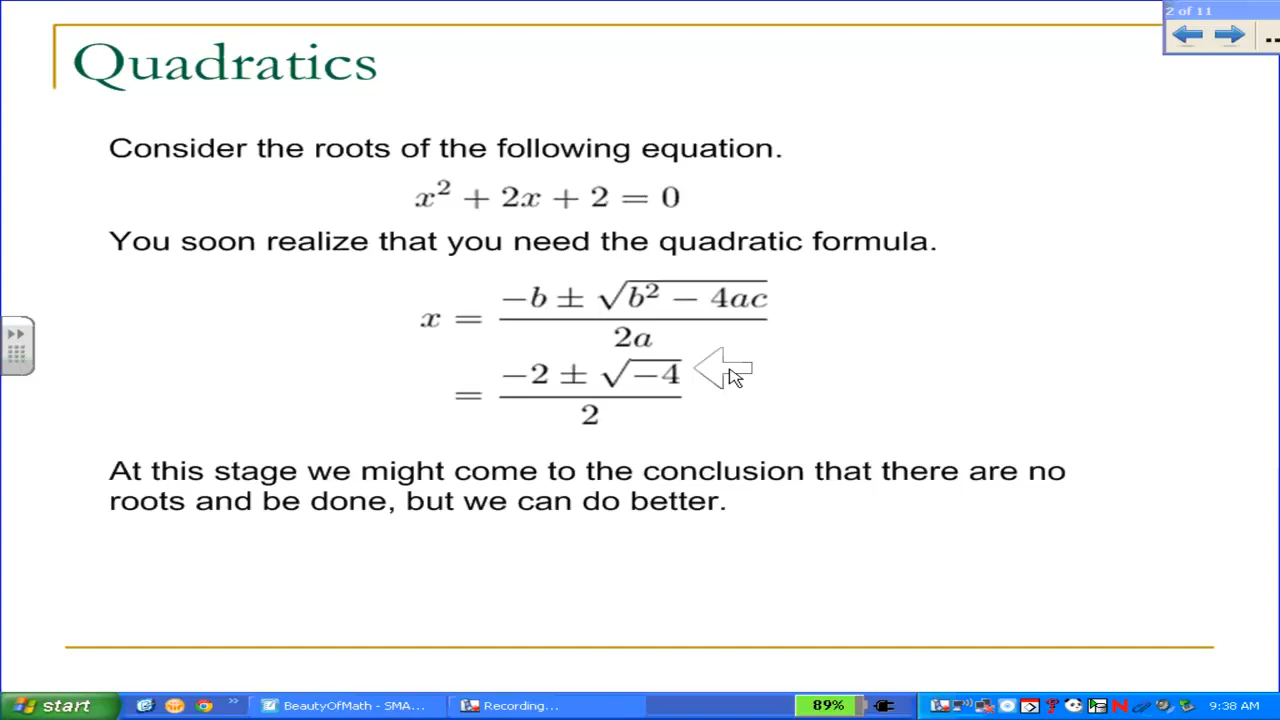 2 of 11
Quadratics
Consider the roots of the following equation.
x² + 2x + 2 = 0
You soon realize that you need the quadratic formula.
x = (−b ± √(b² − 4ac)) / 2a
= (−2 ± √(−4)) / 2
At this stage we might come to the conclusion that there are no
roots and be done, but we can do better.
start
BeautyOfMath - SMA...
Recording...
89%
9:38 AM